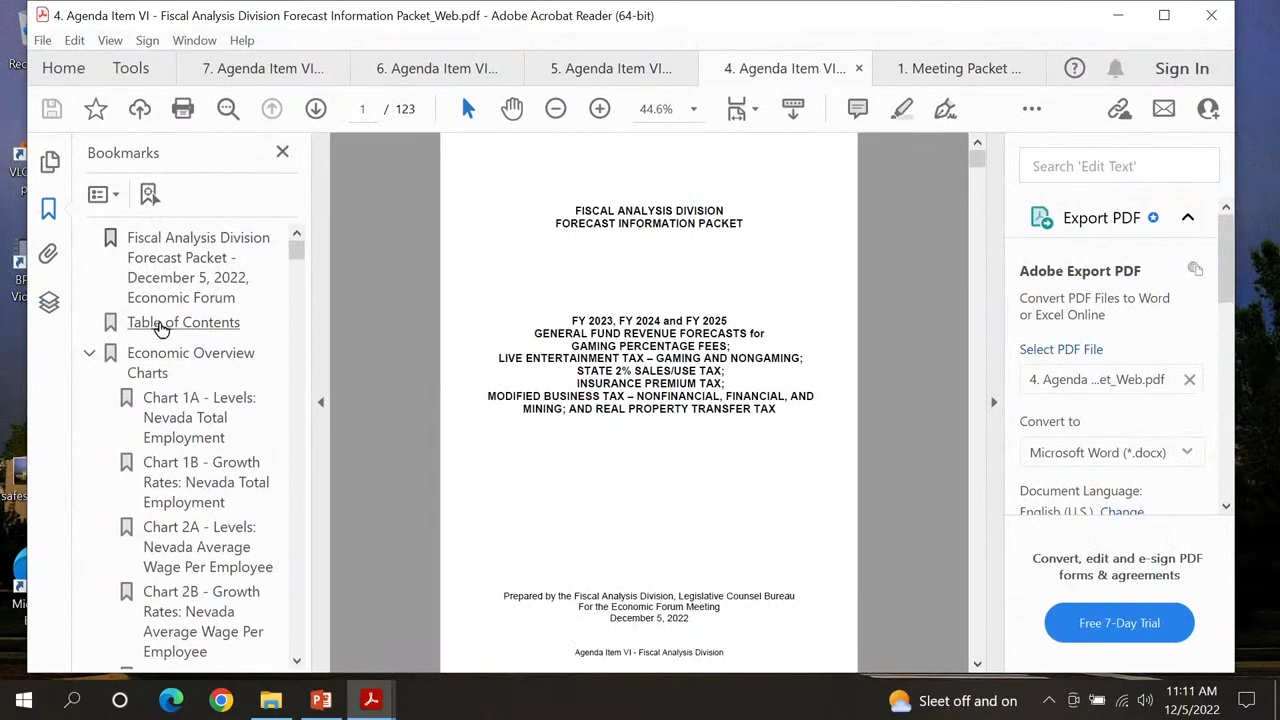 4. Agenda Item VI - Fiscal Analysis Division Forecast Information Packet_Web.pdf - Adobe Acrobat Reader (64-bit)
File Edit View Sign Window Help
Home Tools 7. Agenda Item VI... 6. Agenda Item VI... 5. Agenda Item VI... 4. Agenda Item VI... 1. Meeting Packet ... Sign In
1 / 123 44.6%
Bookmarks
Fiscal Analysis Division
Forecast Packet -
December 5, 2022,
Economic Forum
Table of Contents
Economic Overview
Charts
Chart 1A - Levels:
Nevada Total
Employment
Chart 1B - Growth
Rates: Nevada Total
Employment
Chart 2A - Levels:
Nevada Average
Wage Per Employee
Chart 2B - Growth
Rates: Nevada
Average Wage Per
Employee
FISCAL ANALYSIS DIVISION
FORECAST INFORMATION PACKET
FY 2023, FY 2024 and FY 2025
GENERAL FUND REVENUE FORECASTS for
GAMING PERCENTAGE FEES;
LIVE ENTERTAINMENT TAX – GAMING AND NONGAMING;
STATE 2% SALES/USE TAX;
INSURANCE PREMIUM TAX;
MODIFIED BUSINESS TAX – NONFINANCIAL, FINANCIAL, AND
MINING; AND REAL PROPERTY TRANSFER TAX
Prepared by the Fiscal Analysis Division, Legislative Counsel Bureau
For the Economic Forum Meeting
December 5, 2022
Agenda Item VI - Fiscal Analysis Division
Search 'Edit Text'
Export PDF
Adobe Export PDF
Convert PDF Files to Word
or Excel Online
Select PDF File
4. Agenda ...et_Web.pdf
Convert to
Microsoft Word (*.docx)
Document Language:
English (U.S.) Change
Convert, edit and e-sign PDF
forms & agreements
Free 7-Day Trial
Sleet off and on
11:11 AM
12/5/2022